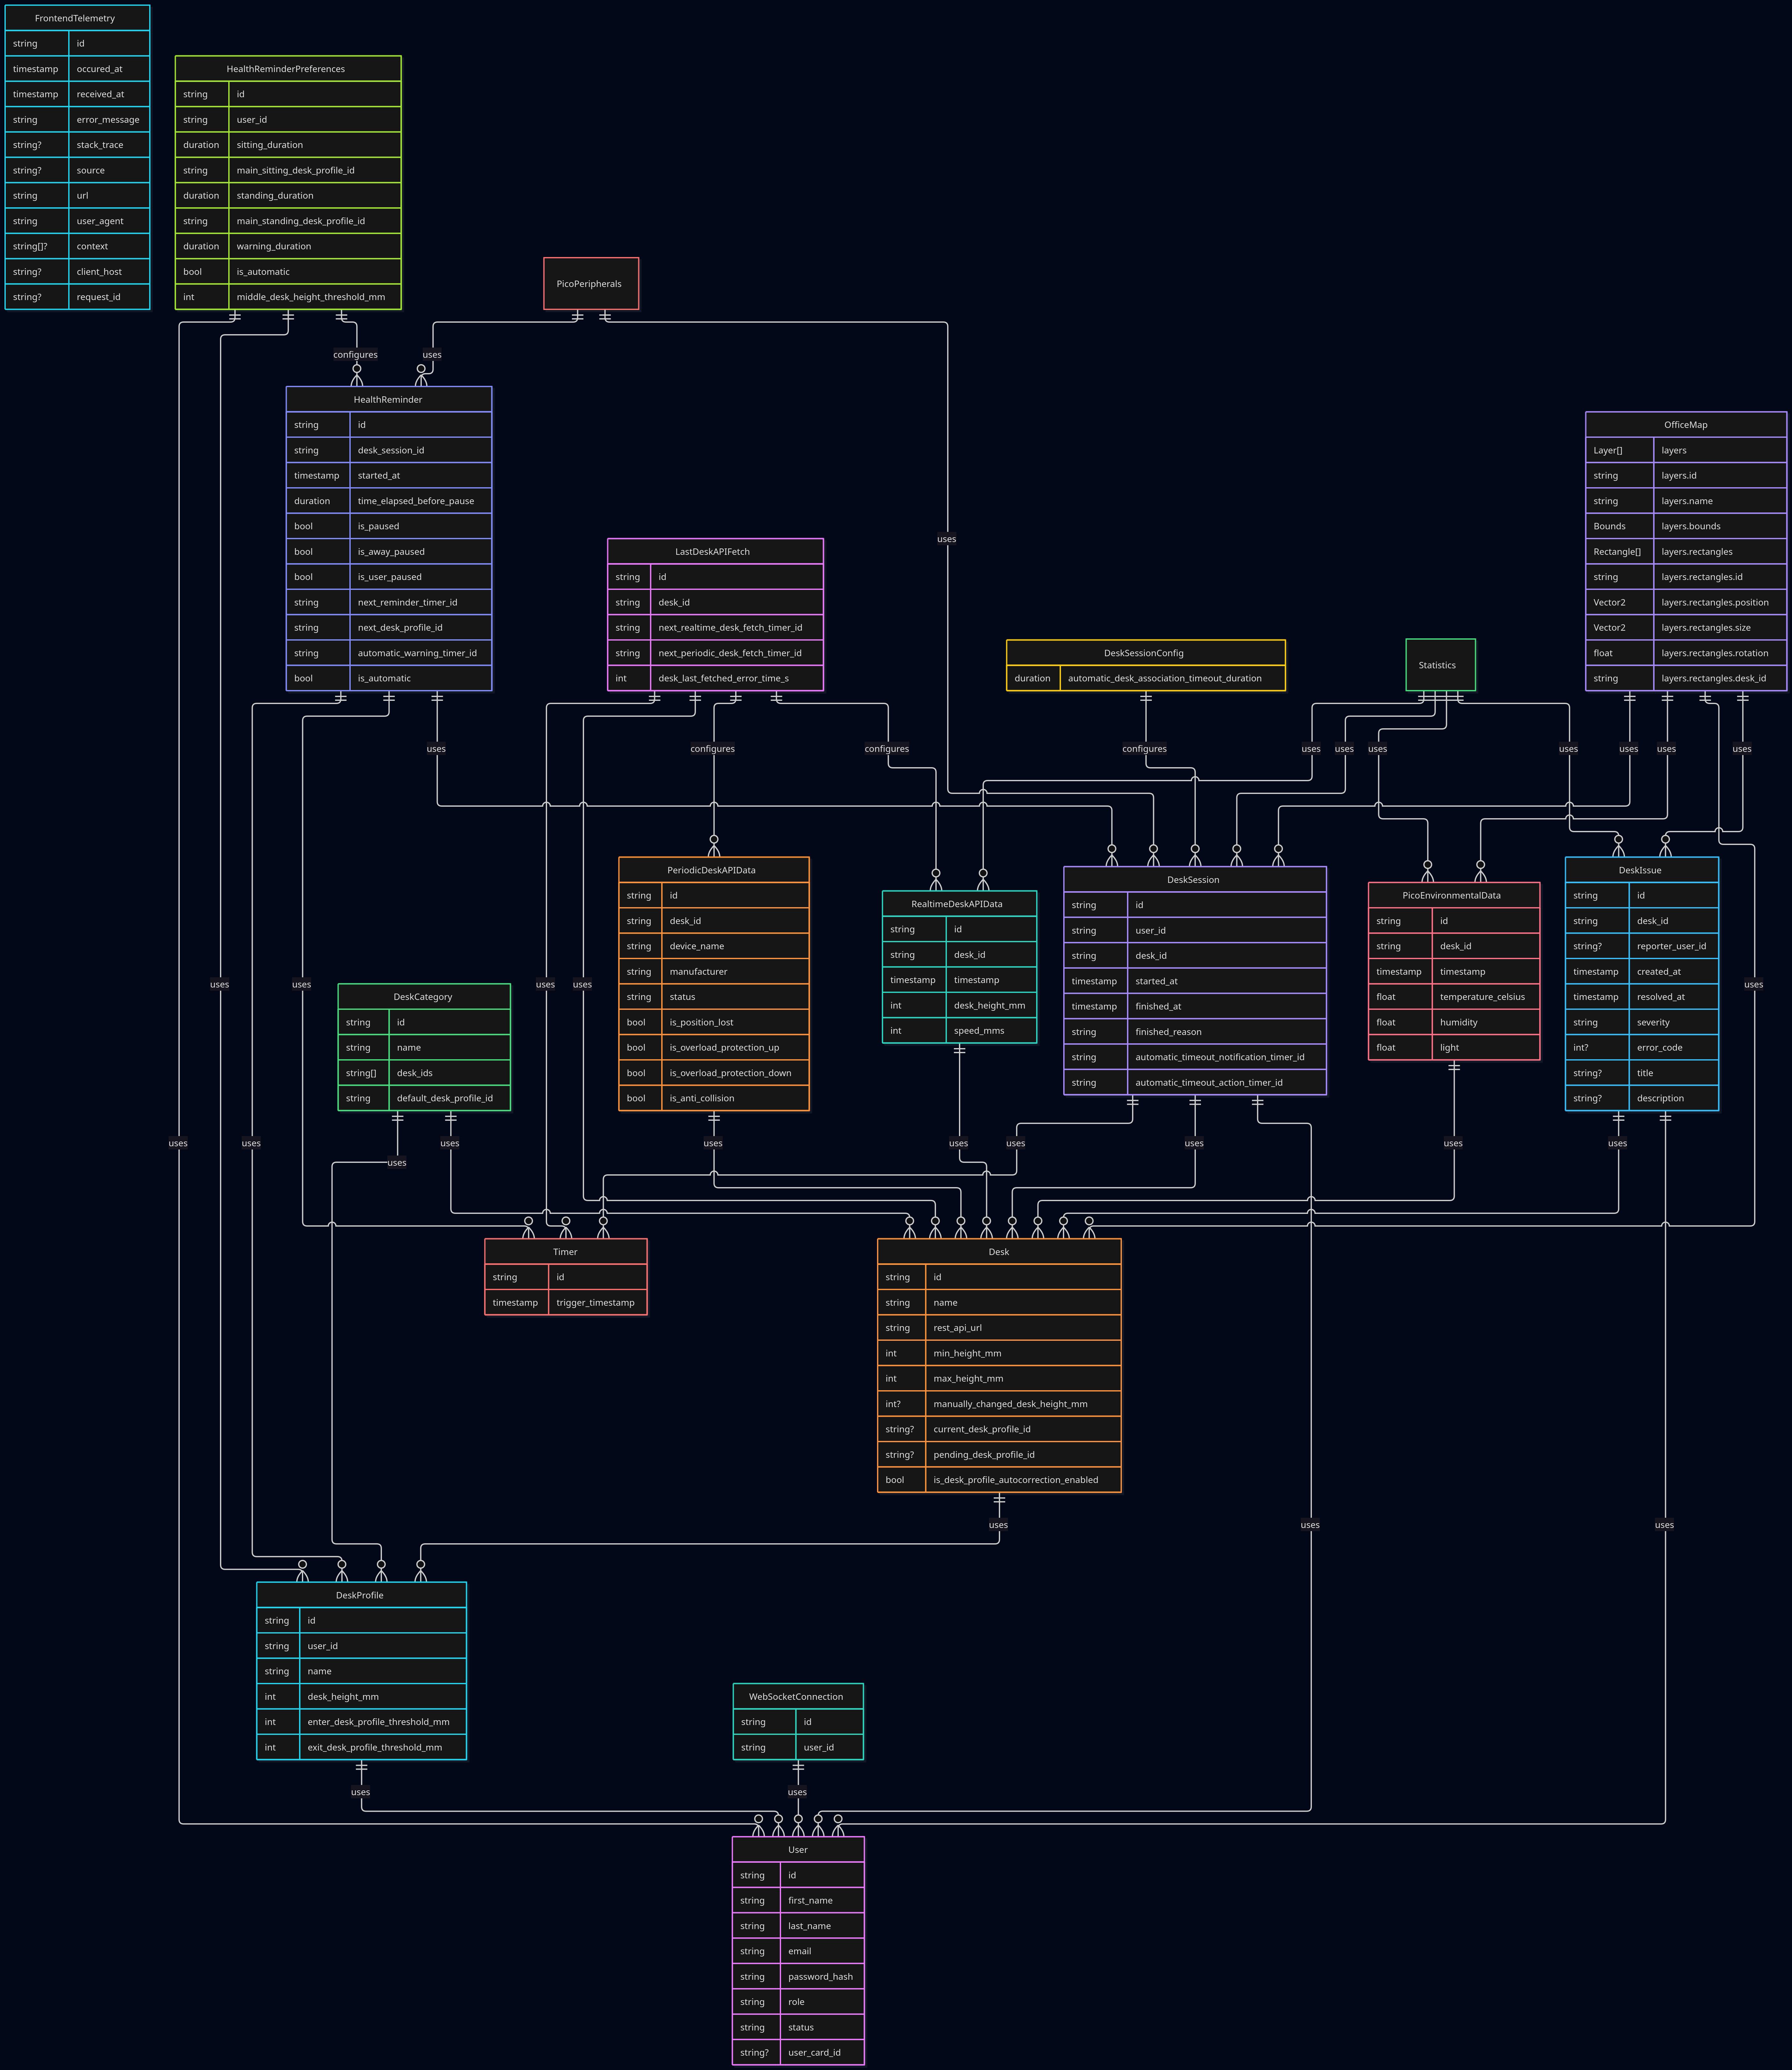 FrontendTelemetry
string id
timestamp occured_at
timestamp received_at
string error_message
string? stack_trace
string? source
string url
string user_agent
string[]? context
string? client_host
string? request_id
HealthReminderPreferences
string id
string user_id
duration sitting_duration
string main_sitting_desk_profile_id
duration standing_duration
string main_standing_desk_profile_id
duration warning_duration
bool is_automatic
int middle_desk_height_threshold_mm
PicoPeripherals
configures
uses
HealthReminder
string id
string desk_session_id
timestamp started_at
duration time_elapsed_before_pause
bool is_paused
bool is_away_paused
bool is_user_paused
string next_reminder_timer_id
string next_desk_profile_id
string automatic_warning_timer_id
bool is_automatic
uses
LastDeskAPIFetch
string id
string desk_id
string next_realtime_desk_fetch_timer_id
string next_periodic_desk_fetch_timer_id
int desk_last_fetched_error_time_s
DeskSessionConfig
duration automatic_desk_association_timeout_duration
Statistics
OfficeMap
Layer[] layers
string layers.id
string layers.name
Bounds layers.bounds
Rectangle[] layers.rectangles
string layers.rectangles.id
Vector2 layers.rectangles.position
Vector2 layers.rectangles.size
float layers.rectangles.rotation
string layers.rectangles.desk_id
uses
configures
configures
configures
uses
uses
uses
uses
uses
uses
uses
PeriodicDeskAPIData
string id
string desk_id
string device_name
string manufacturer
string status
bool is_position_lost
bool is_overload_protection_up
bool is_overload_protection_down
bool is_anti_collision
RealtimeDeskAPIData
string id
string desk_id
timestamp timestamp
int desk_height_mm
int speed_mms
DeskSession
string id
string user_id
string desk_id
timestamp started_at
timestamp finished_at
string finished_reason
string automatic_timeout_notification_timer_id
string automatic_timeout_action_timer_id
PicoEnvironmentalData
string id
string desk_id
timestamp timestamp
float temperature_celsius
float humidity
float light
DeskIssue
string id
string desk_id
string? reporter_user_id
timestamp created_at
timestamp resolved_at
string severity
int? error_code
string? title
string? description
uses
uses
uses
uses
uses
DeskCategory
string id
string name
string[] desk_ids
string default_desk_profile_id
uses
uses
uses
uses
uses
uses
uses
uses
uses
uses
uses
Timer
string id
timestamp trigger_timestamp
Desk
string id
string name
string rest_api_url
int min_height_mm
int max_height_mm
int? manually_changed_desk_height_mm
string? current_desk_profile_id
string? pending_desk_profile_id
bool is_desk_profile_autocorrection_enabled
uses
uses
uses
DeskProfile
string id
string user_id
string name
int desk_height_mm
int enter_desk_profile_threshold_mm
int exit_desk_profile_threshold_mm
WebSocketConnection
string id
string user_id
uses
uses
User
string id
string first_name
string last_name
string email
string password_hash
string role
string status
string? user_card_id